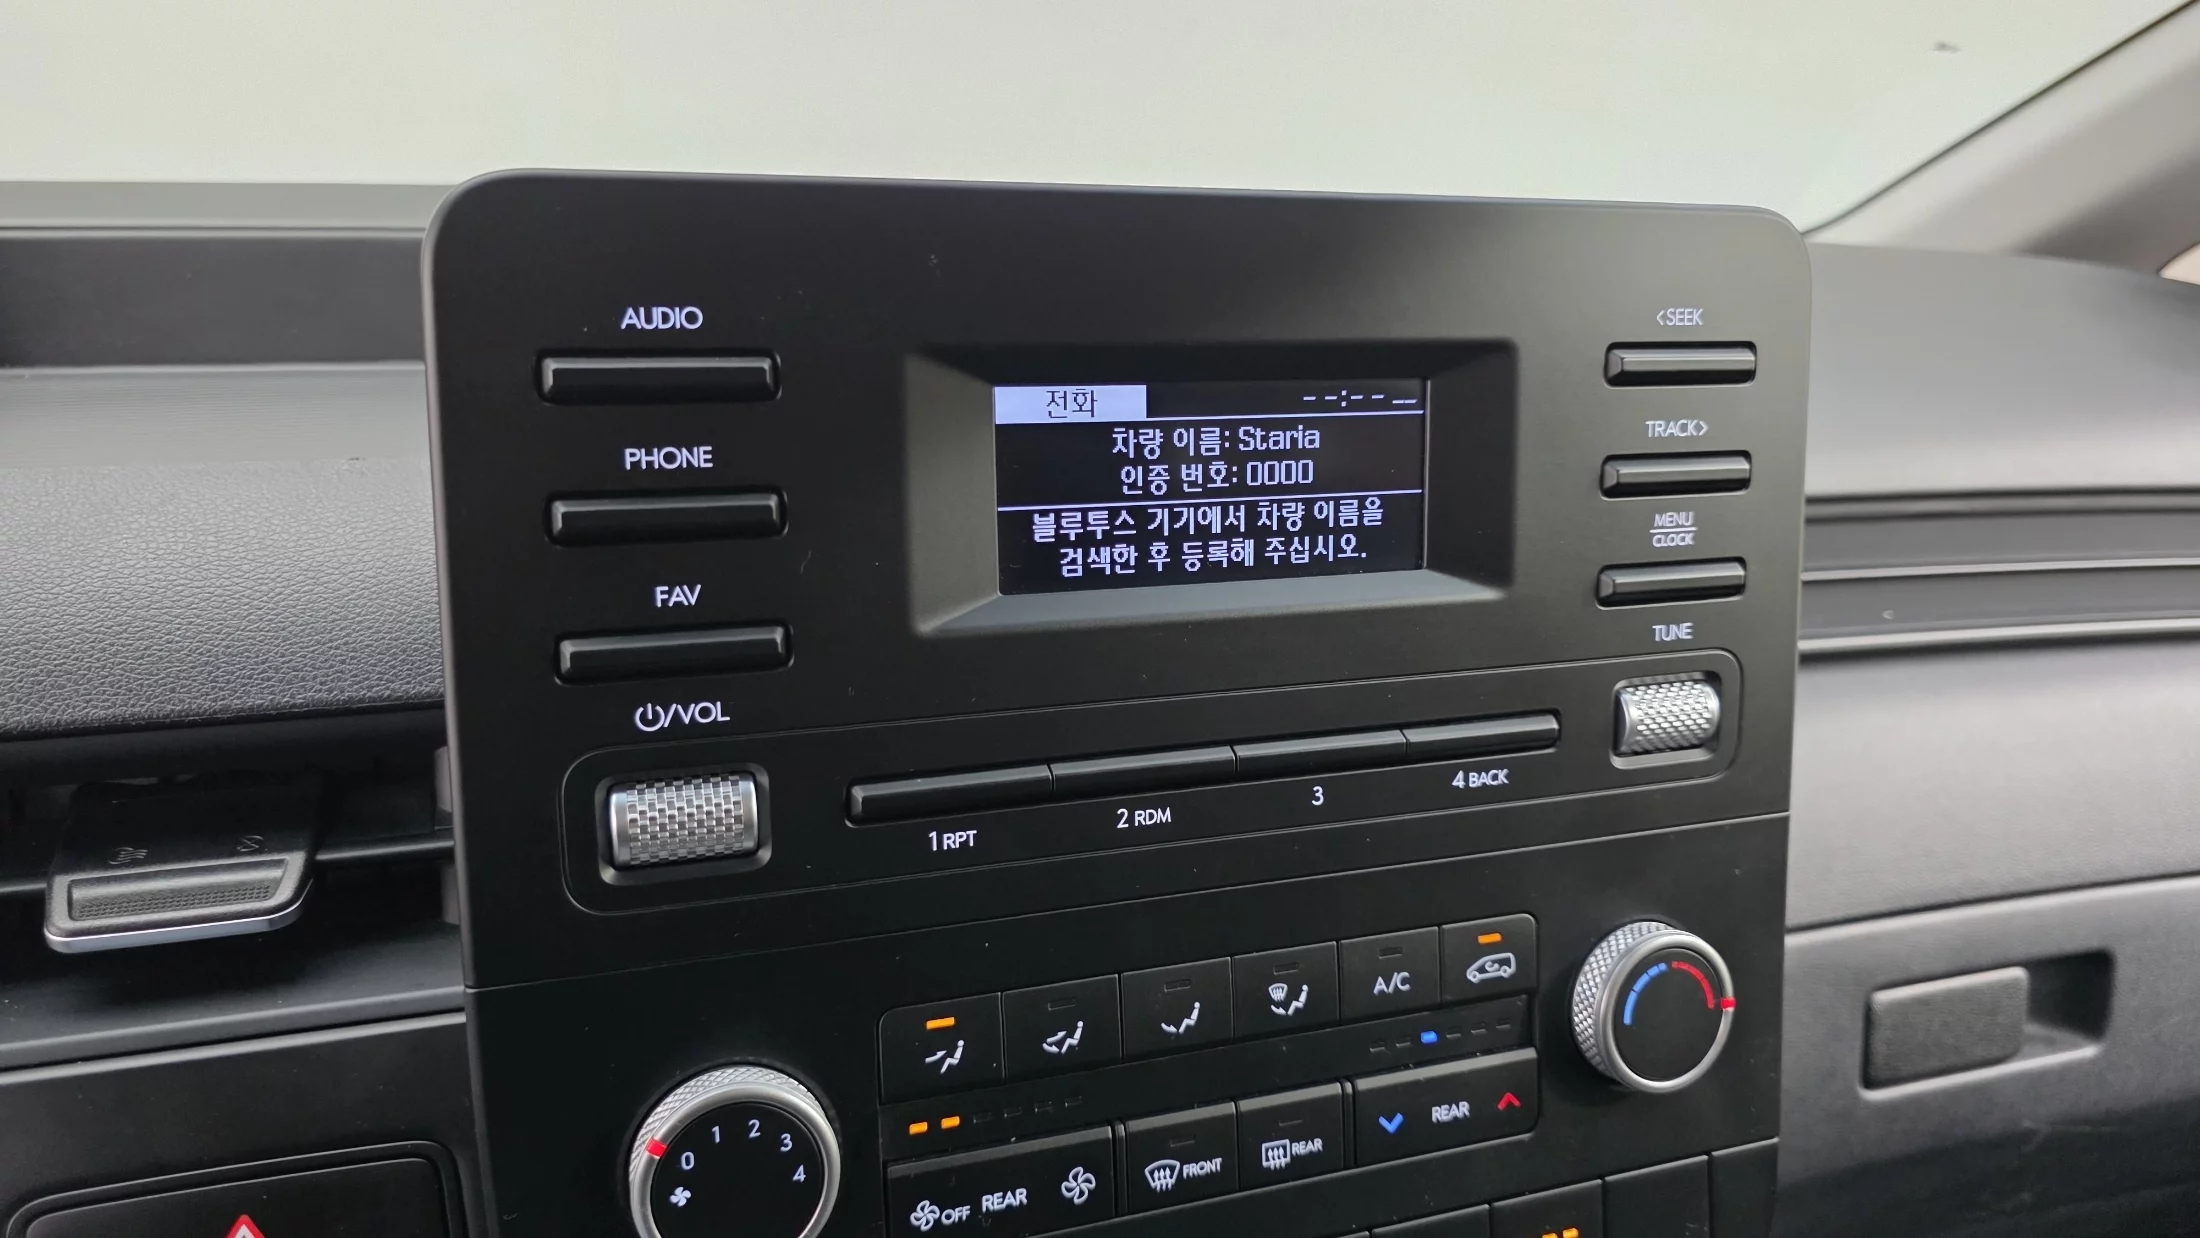 AUDIO
<SEEK
전화
--:-- __
차량 이름: Staria
인증 번호: 0000
블루투스 기기에서 차량 이름을
검색한 후 등록해 주십시오.
PHONE
TRACK>
MENU
CLOCK
FAV
TUNE
/VOL
1 RPT
2 RDM
3
4 BACK
A/C
0 1 2 3 4
OFF REAR
FRONT
REAR
REAR